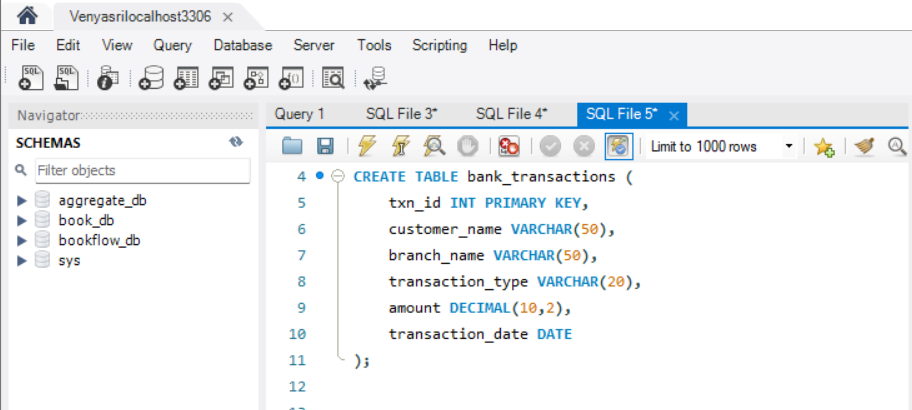 Venyasrilocalhost3306 ×
File Edit View Query Database Server Tools Scripting Help
Navigator
SCHEMAS
Filter objects
aggregate_db
book_db
bookflow_db
sys
Query 1 SQL File 3* SQL File 4* SQL File 5* ×
Limit to 1000 rows
4 CREATE TABLE bank_transactions (
5 txn_id INT PRIMARY KEY,
6 customer_name VARCHAR(50),
7 branch_name VARCHAR(50),
8 transaction_type VARCHAR(20),
9 amount DECIMAL(10,2),
10 transaction_date DATE
11 );
12